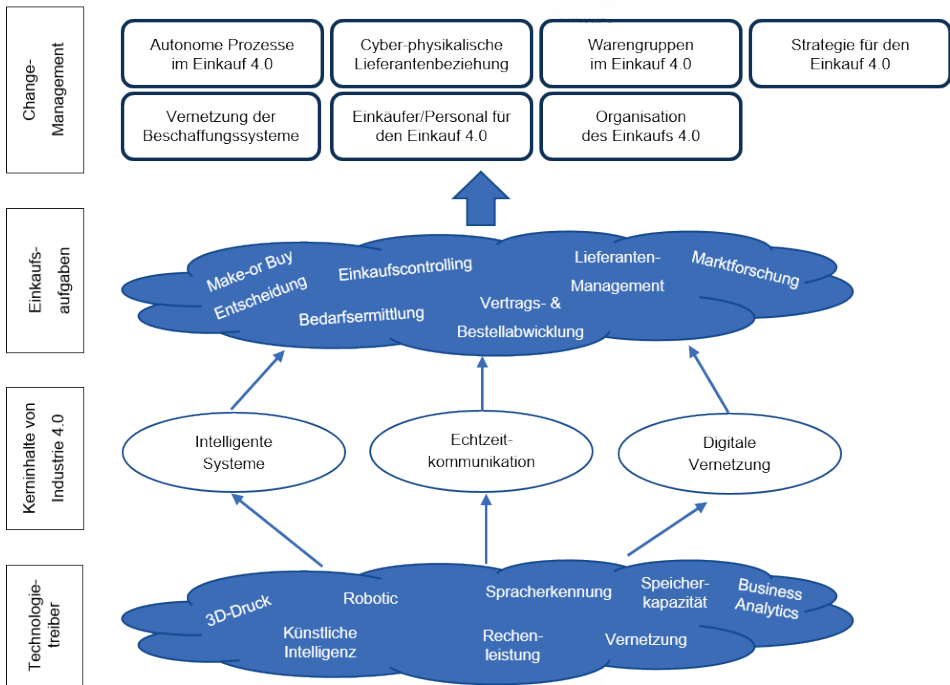 Change-
Management
Autonome Prozesse
im Einkauf 4.0
Cyber-physikalische
Lieferantenbeziehung
Warengruppen
im Einkauf 4.0
Strategie für den
Einkauf 4.0
Vernetzung der
Beschaffungssysteme
Einkäufer/Personal für
den Einkauf 4.0
Organisation
des Einkaufs 4.0
Einkaufs-
aufgaben
Make-or Buy
Entscheidung
Einkaufscontrolling
Bedarfsermittlung
Vertrags- &
Bestellabwicklung
Lieferanten-
Management
Marktforschung
Kerninhalte von
Industrie 4.0
Intelligente
Systeme
Echtzeit-
kommunikation
Digitale
Vernetzung
Technologie-
treiber
3D-Druck
Robotic
Künstliche
Intelligenz
Spracherkennung
Rechen-
leistung
Speicher-
kapazität
Vernetzung
Business
Analytics